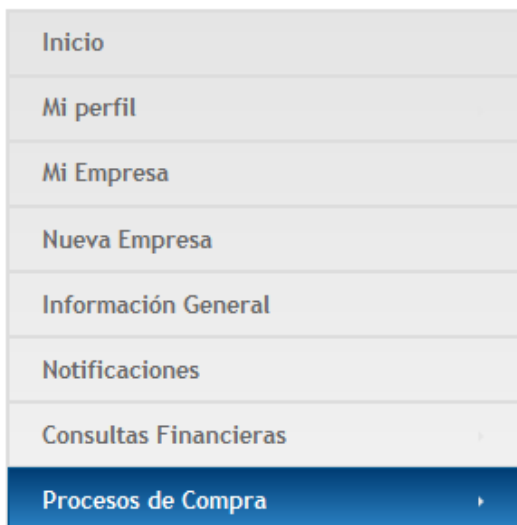 Inicio
Mi perfil
Mi Empresa
Nueva Empresa
Información General
Notificaciones
Consultas Financieras
Procesos de Compra